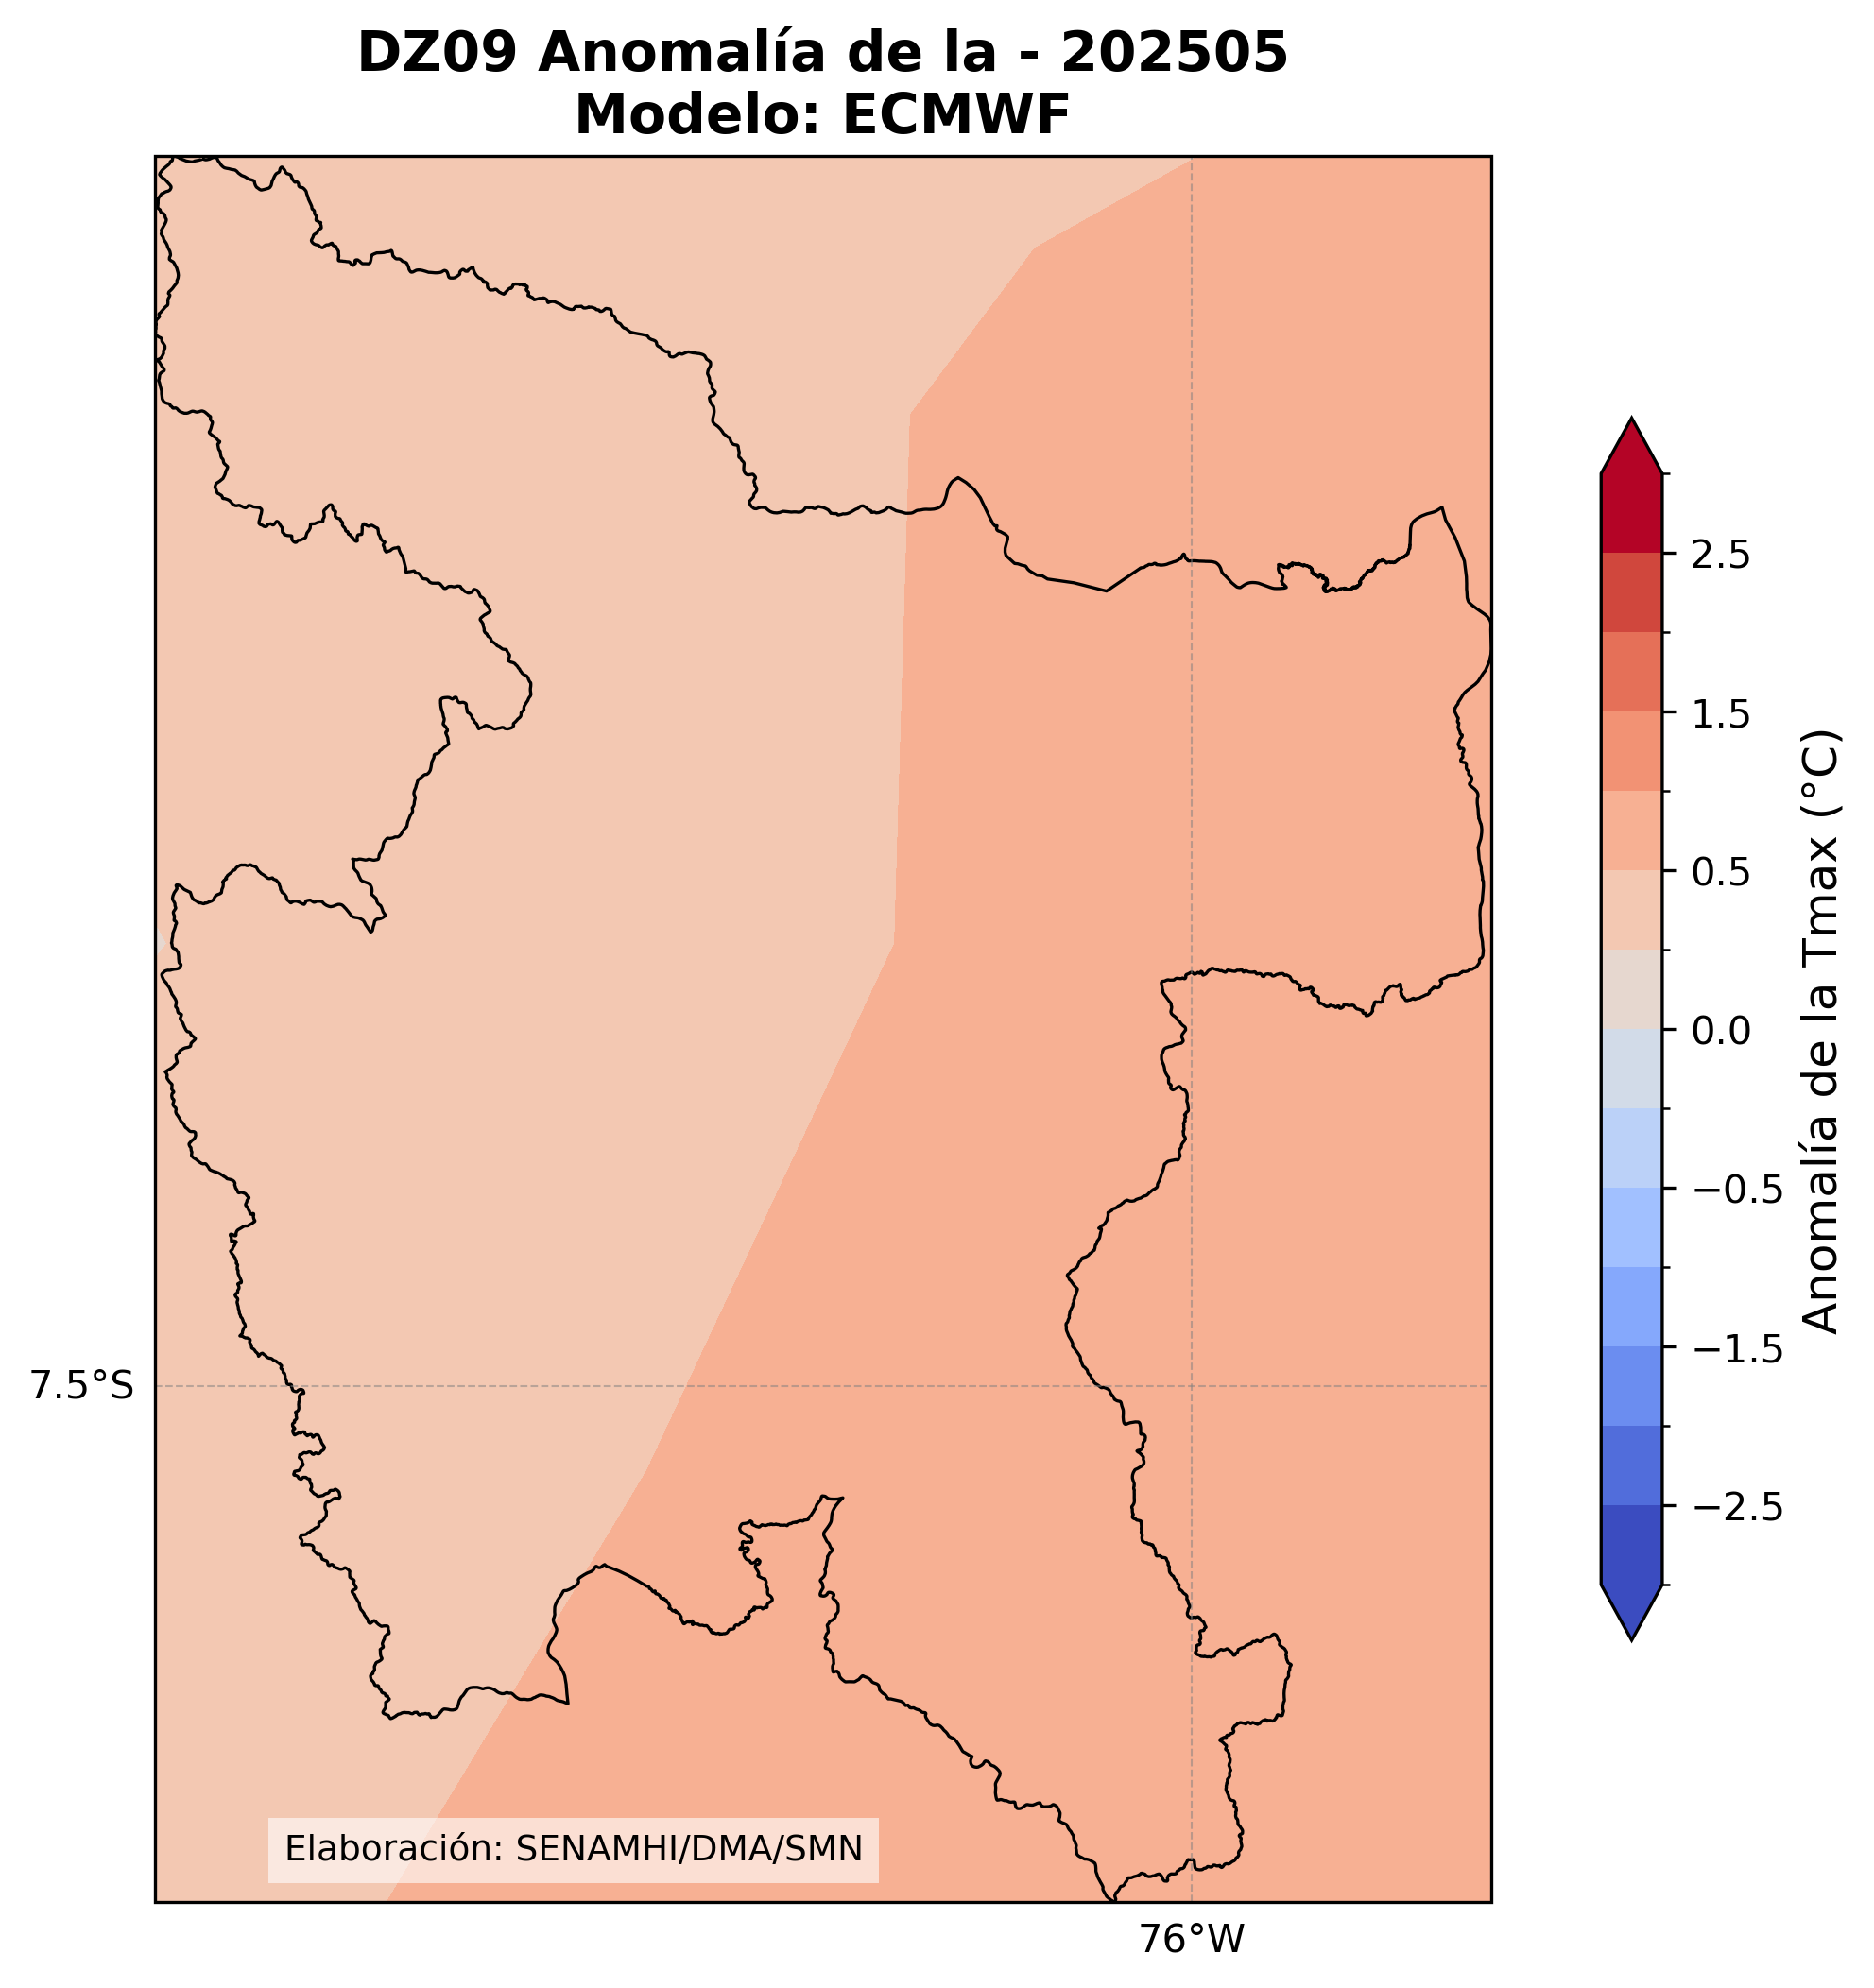 DZ09 Anomalía de la - 202505
Modelo: ECMWF
2.5
1.5
0.5
0.0
−0.5
−1.5
−2.5
Anomalía de la Tmax (°C)
7.5°S
Elaboración: SENAMHI/DMA/SMN
76°W